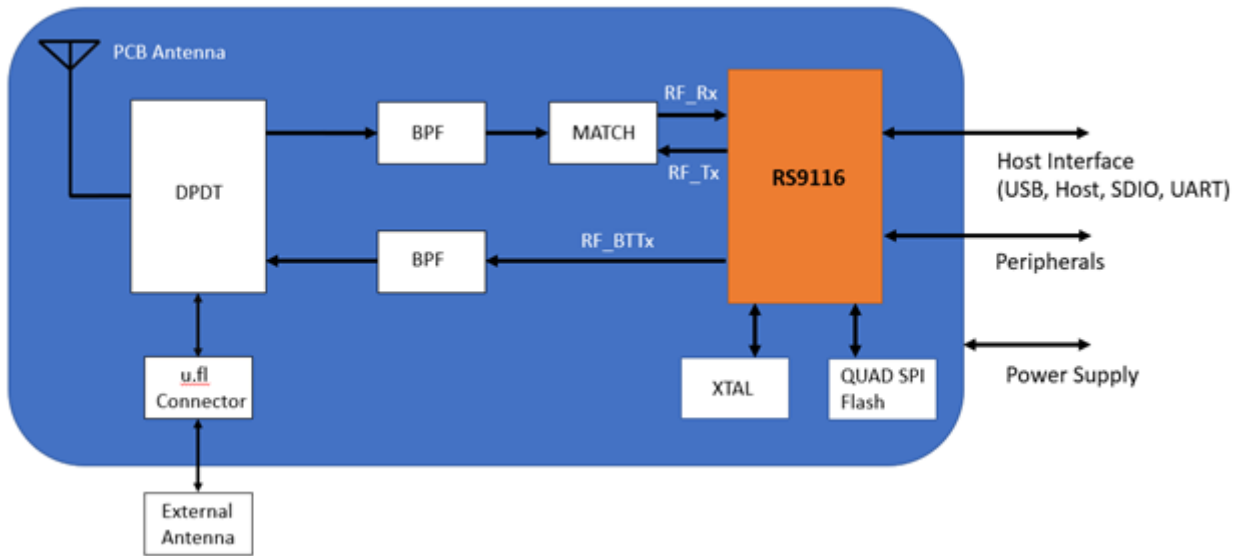 PCB Antenna
DPDT
BPF
MATCH
RF_Rx
RF_Tx
RS9116
BPF
RF_BTTx
u.fl
Connector
External
Antenna
XTAL
QUAD SPI
Flash
Host Interface
(USB, Host, SDIO, UART)
Peripherals
Power Supply